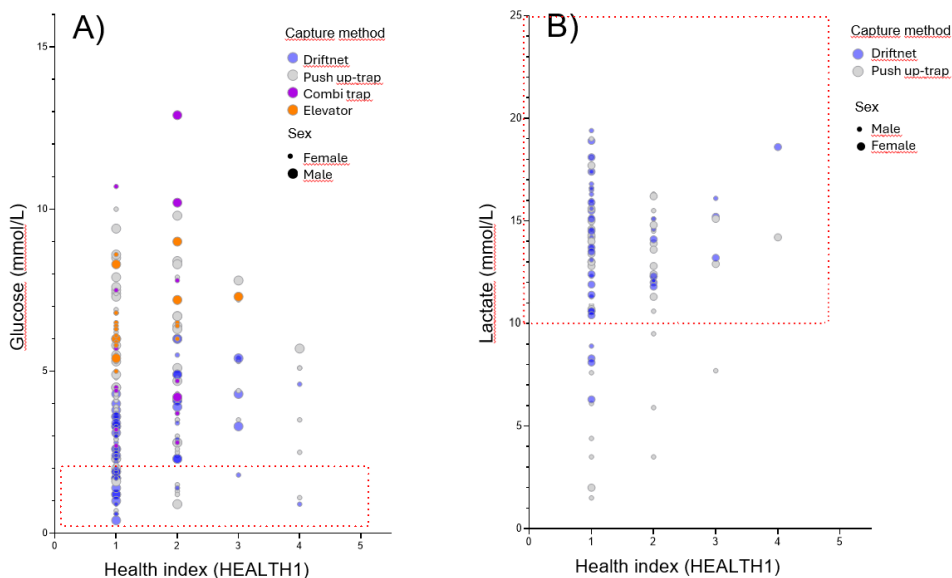 A)
Capture method
Driftnet
Push up-trap
Combi trap
Elevator
Sex
Female
Male
Glucose (mmol/L)
15
10
5
0
0 1 2 3 4 5
Health index (HEALTH1)
B)
Capture method
Driftnet
Push up-trap
Sex
Male
Female
Lactate (mmol/L)
25
20
15
10
5
0
0 1 2 3 4 5
Health index (HEALTH1)